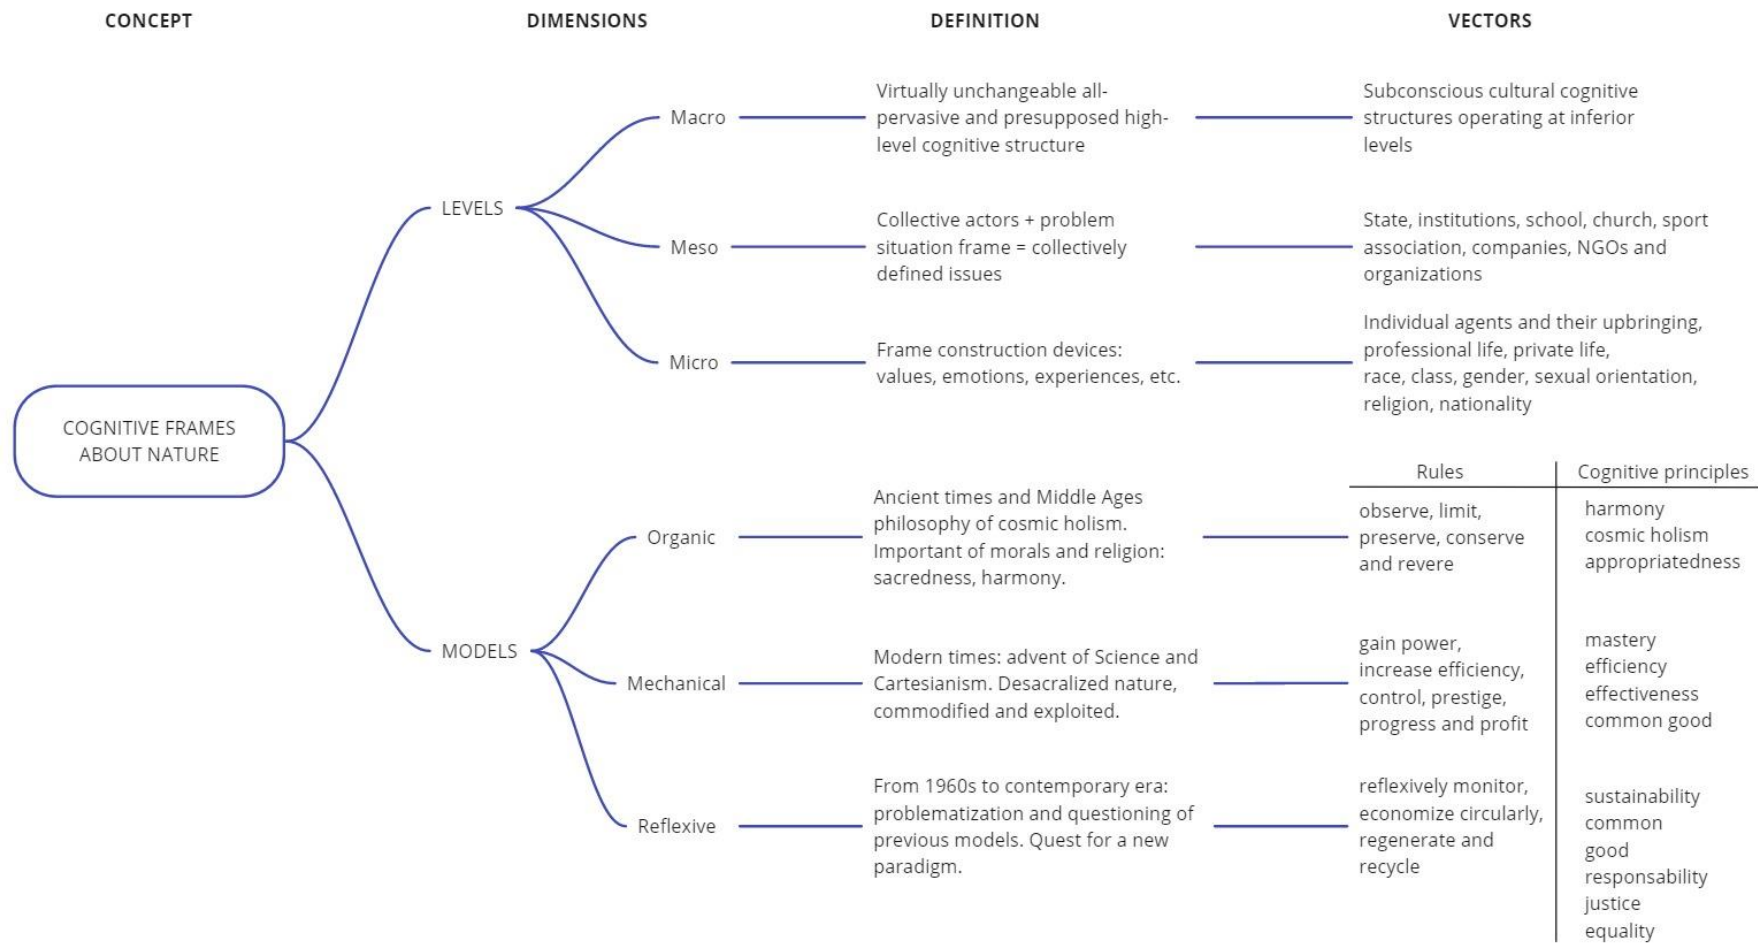 CONCEPT
DIMENSIONS
DEFINITION
VECTORS
COGNITIVE FRAMES
ABOUT NATURE
LEVELS
Macro
Virtually unchangeable all-
pervasive and presupposed high-
level cognitive structure
Subconscious cultural cognitive
structures operating at inferior
levels
Meso
Collective actors + problem
situation frame = collectively
defined issues
State, institutions, school, church, sport
association, companies, NGOs and
organizations
Micro
Frame construction devices:
values, emotions, experiences, etc.
Individual agents and their upbringing,
professional life, private life,
race, class, gender, sexual orientation,
religion, nationality
MODELS
Rules
Cognitive principles
Organic
Ancient times and Middle Ages
philosophy of cosmic holism.
Important of morals and religion:
sacredness, harmony.
observe, limit,
preserve, conserve
and revere
harmony
cosmic holism
appropriatedness
Mechanical
Modern times: advent of Science and
Cartesianism. Desacralized nature,
commodified and exploited.
gain power,
increase efficiency,
control, prestige,
progress and profit
mastery
efficiency
effectiveness
common good
Reflexive
From 1960s to contemporary era:
problematization and questioning of
previous models. Quest for a new
paradigm.
reflexively monitor,
economize circularly,
regenerate and
recycle
sustainability
common
good
responsability
justice
equality